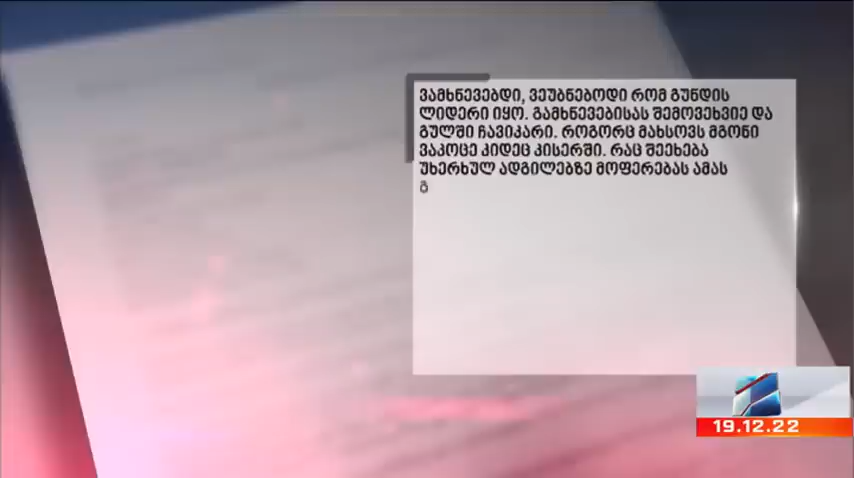 ᲕᲐᲛᲮᲜᲔᲕᲔᲑᲓᲘ, ᲕᲔᲣᲑᲜᲔᲑᲝᲓᲘ ᲠᲝᲛ ᲒᲣᲜᲓᲘᲡ
ᲚᲘᲓᲔᲠᲘ ᲘᲧᲝ. ᲒᲐᲛᲮᲜᲔᲕᲔᲑᲘᲡᲐᲡ ᲨᲔᲛᲝᲕᲔᲮᲕᲘᲔ ᲓᲐ
ᲒᲣᲚᲨᲘ ᲩᲐᲕᲘᲙᲐᲠᲘ. ᲠᲝᲒᲝᲠᲪ ᲛᲐᲮᲡᲝᲕᲡ ᲛᲒᲝᲜᲘ
ᲕᲐᲙᲝᲪᲔ ᲙᲘᲓᲔᲪ ᲙᲘᲡᲔᲠᲨᲘ. ᲠᲐᲪ ᲨᲔᲔᲮᲔᲑᲐ
ᲣᲮᲔᲠᲮᲣᲚ ᲐᲓᲒᲘᲚᲔᲑᲖᲔ ᲛᲝᲤᲔᲠᲔᲑᲐᲡ ᲐᲛᲐᲡ
Გ
19.12.22